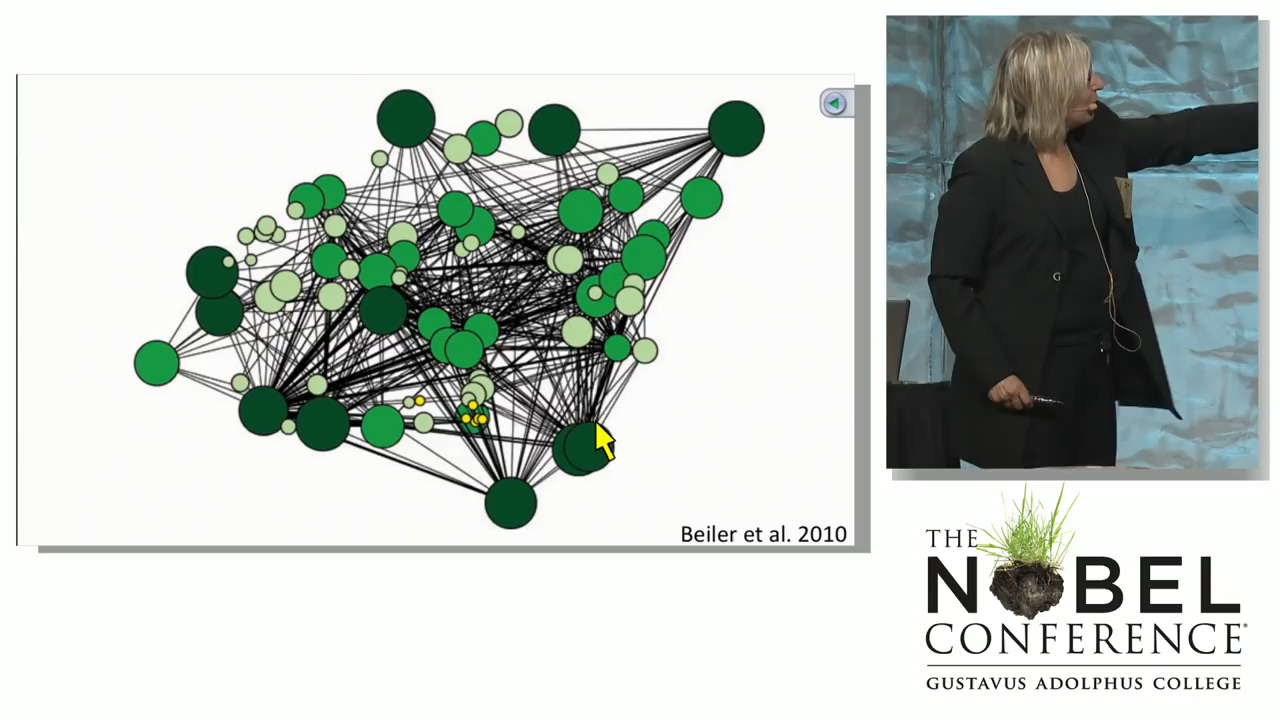 Beiler et al. 2010
G
THE
NOBEL
CONFERENCE®
GUSTAVUS ADOLPHUS COLLEGE